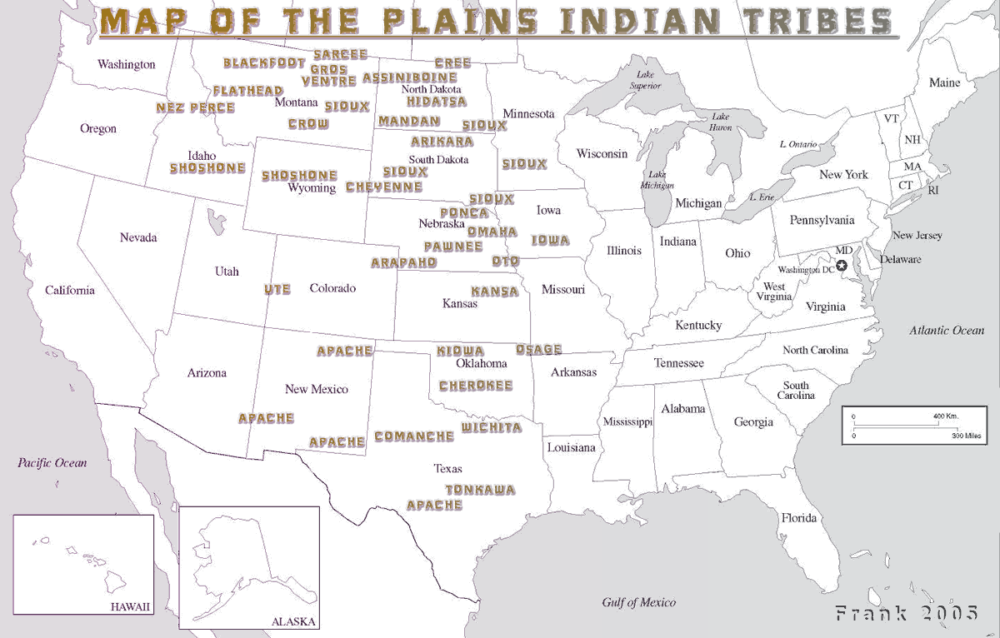 MAP OF THE PLAINS INDIAN TRIBES
Washington
BLACKFOOT
SARCEE
GROS
VENTRE
CREE
ASSINIBOINE
FLATHEAD
North Dakota
HIDATSA
NEZ PERCE
Montana
SIOUX
CROW
MANDAN
SIOUX
Minnesota
Lake
Superior
Maine
Oregon
ARIKARA
Lake
Huron
VT
NH
Idaho
SHOSHONE
SHOSHONE
Wyoming
South Dakota
SIOUX
CHEYENNE
SIOUX
Wisconsin
Lake
Michigan
Michigan
L. Ontario
L. Erie
New York
MA
CT
RI
SIOUX
PONCA
Nebraska
OMAHA
PAWNEE
ARAPAHO
OTO
Iowa
IOWA
Nevada
Utah
Illinois
Indiana
Ohio
Pennsylvania
New Jersey
MD
Delaware
Washington DC
West
Virginia
Virginia
California
UTE
Colorado
KANSA
Kansas
Missouri
Kentucky
Atlantic Ocean
APACHE
KIOWA
OSAGE
Oklahoma
CHEROKEE
Arkansas
Tennessee
North Carolina
South
Carolina
Arizona
New Mexico
APACHE
APACHE
COMANCHE
WICHITA
Mississippi
Alabama
Georgia
0 400 Km.
0 300 Miles
Pacific Ocean
Texas
Louisiana
TONKAWA
APACHE
Florida
HAWAII
ALASKA
Gulf of Mexico
Frank 2005